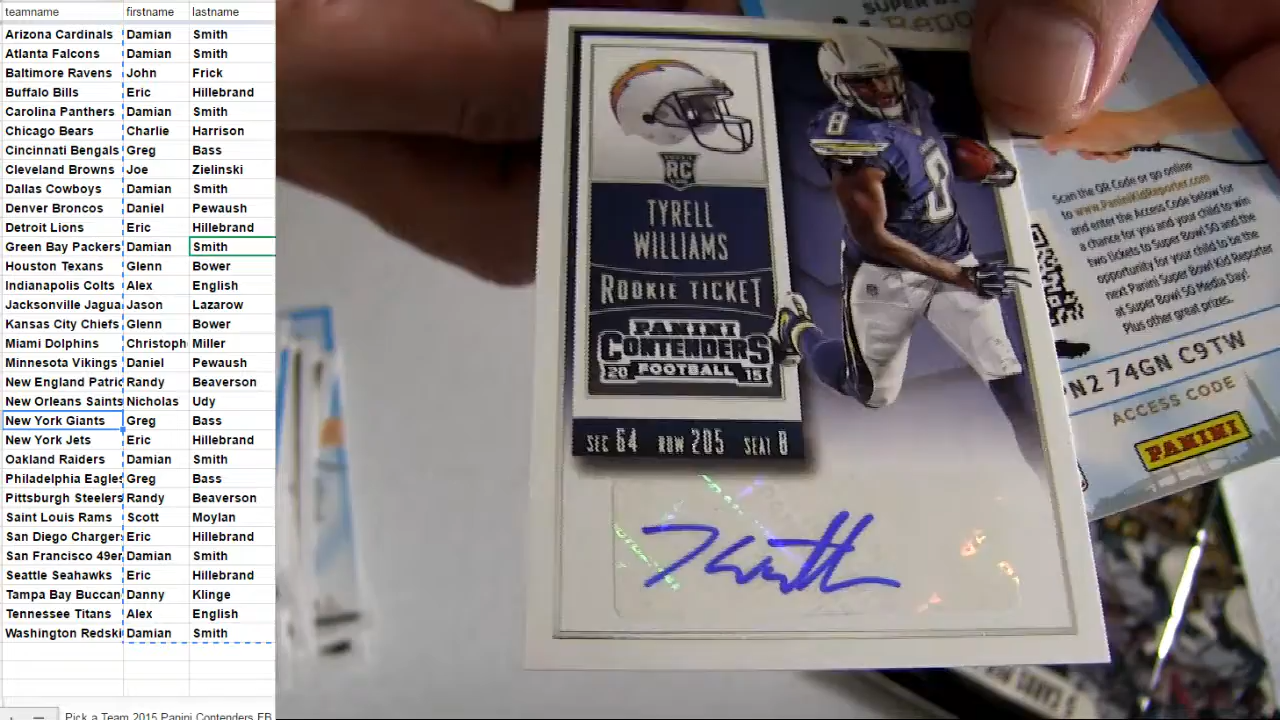 teamname firstname lastname
Arizona Cardinals Damian Smith
Atlanta Falcons Damian Smith
Baltimore Ravens John Frick
Buffalo Bills Eric Hillebrand
Carolina Panthers Damian Smith
Chicago Bears Charlie Harrison
Cincinnati Bengals Greg Bass
Cleveland Browns Joe Zielinski
Dallas Cowboys Damian Smith
Denver Broncos Daniel Pewaush
Detroit Lions Eric Hillebrand
Green Bay Packers Damian Smith
Houston Texans Glenn Bower
Indianapolis Colts Alex English
Jacksonville Jagua Jason Lazarow
Kansas City Chiefs Glenn Bower
Miami Dolphins Christoph Miller
Minnesota Vikings Daniel Pewaush
New England Patric Randy Beaverson
New Orleans Saints Nicholas Udy
New York Giants Greg Bass
New York Jets Eric Hillebrand
Oakland Raiders Damian Smith
Philadelphia Eagles Greg Bass
Pittsburgh Steelers Randy Beaverson
Saint Louis Rams Scott Moylan
San Diego Chargers Eric Hillebrand
San Francisco 49er Damian Smith
Seattle Seahawks Eric Hillebrand
Tampa Bay Buccan Danny Klinge
Tennessee Titans Alex English
Washington Redski Damian Smith
Pick a Team 2015 Panini Contenders FB
RC
TYRELL
WILLIAMS
ROOKIE TICKET
PANINI
CONTENDERS
20 FOOTBALL 15
SEC 64 ROW 205 SEAT 8
8
8
SUPER
Scan the QR Code or go online
to www.PaniniKidReporter.com
and enter the Access Code below for
a chance for you and your child to win
two tickets to Super Bowl 50 and the
opportunity for your child to be the
next Panini Super Bowl Kid Reporter
at Super Bowl 50 Media Day!
Plus other great prizes.
N2 74GN C9TW
ACCESS CODE
PANINI